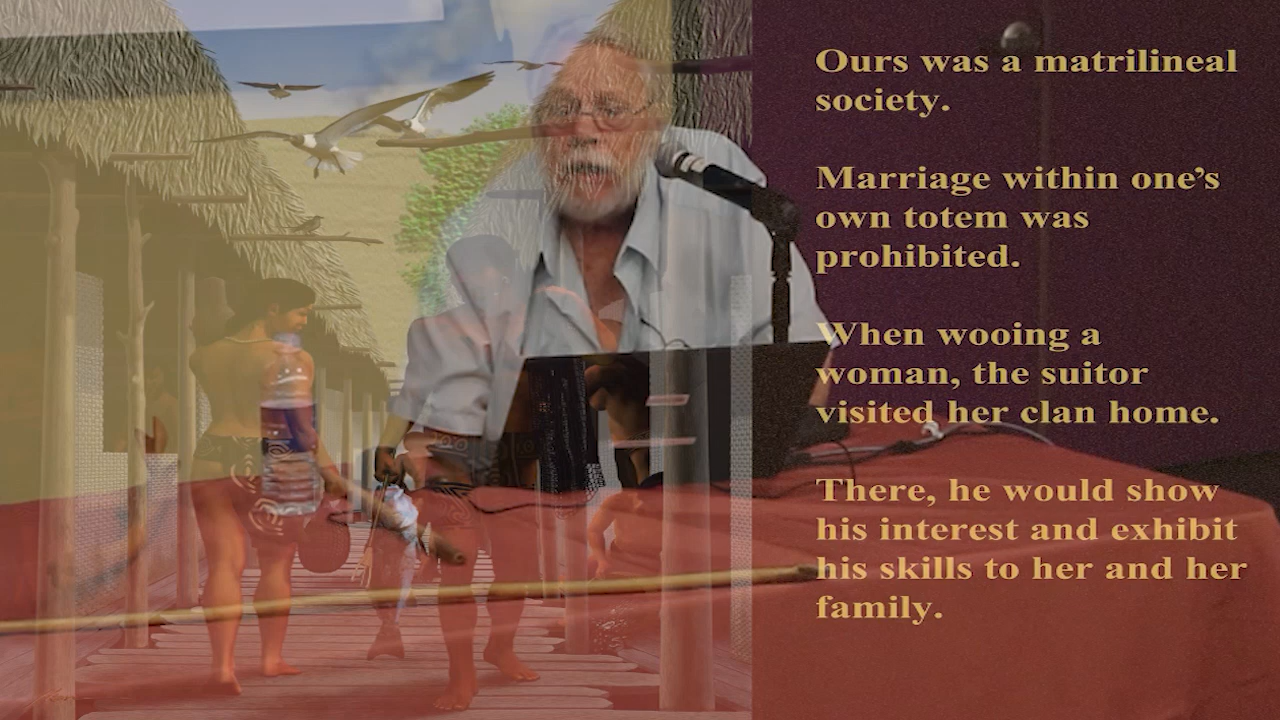 Ours was a matrilineal
society.
Marriage within one’s
own totem was
prohibited.
When wooing a
woman, the suitor
visited her clan home.
There, he would show
his interest and exhibit
his skills to her and her
family.